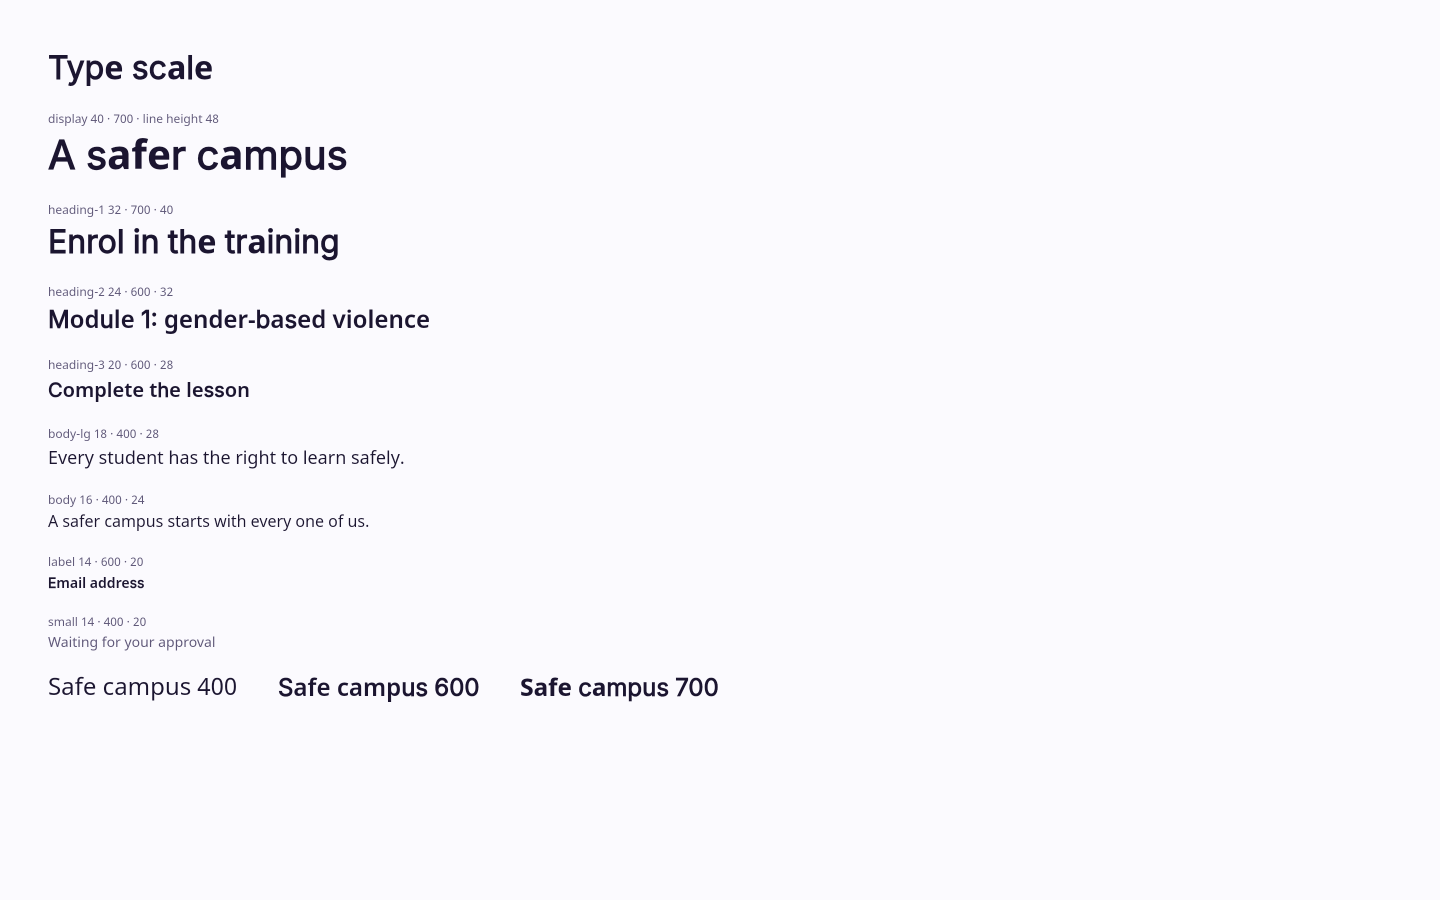 Type scale
display 40 · 700 · line height 48
A safer campus
heading-1 32 · 700 · 40
Enrol in the training
heading-2 24 · 600 · 32
Module 1: gender-based violence
heading-3 20 · 600 · 28
Complete the lesson
body-lg 18 · 400 · 28
Every student has the right to learn safely.
body 16 · 400 · 24
A safer campus starts with every one of us.
label 14 · 600 · 20
Email address
small 14 · 400 · 20
Waiting for your approval
Safe campus 400 Safe campus 600 Safe campus 700